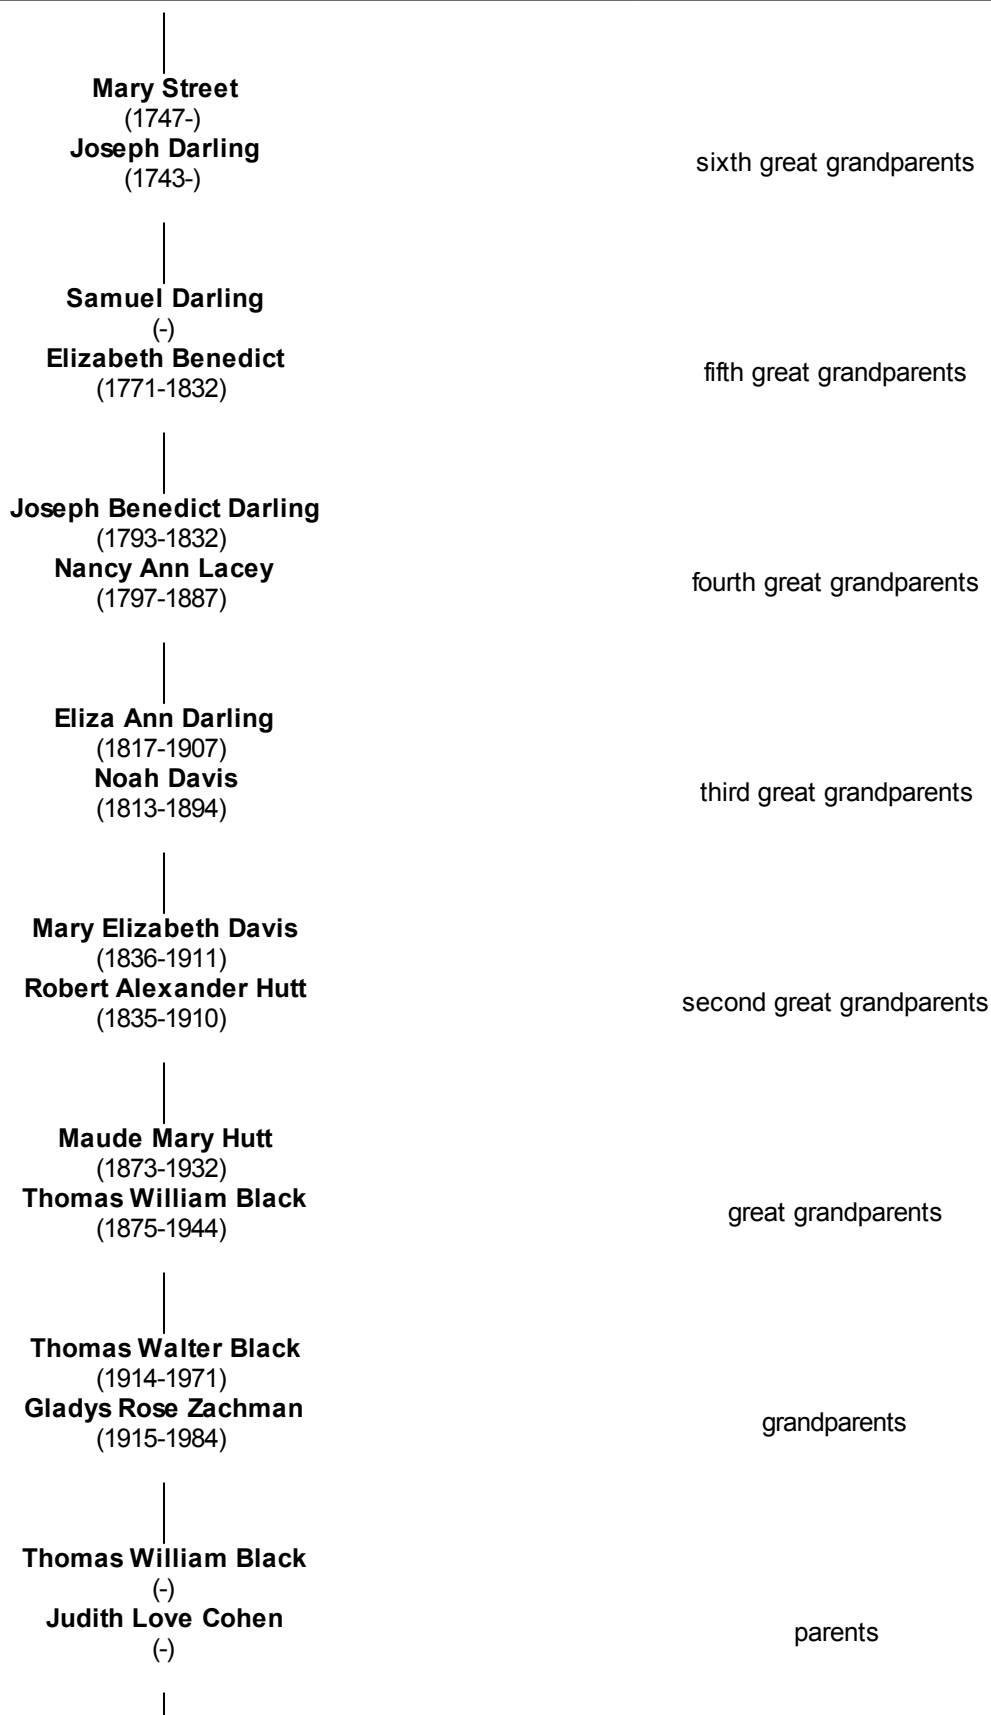 Mary Street
(1747-)
Joseph Darling
(1743-)
sixth great grandparents
Samuel Darling
(-)
Elizabeth Benedict
(1771-1832)
fifth great grandparents
Joseph Benedict Darling
(1793-1832)
Nancy Ann Lacey
(1797-1887)
fourth great grandparents
Eliza Ann Darling
(1817-1907)
Noah Davis
(1813-1894)
third great grandparents
Mary Elizabeth Davis
(1836-1911)
Robert Alexander Hutt
(1835-1910)
second great grandparents
Maude Mary Hutt
(1873-1932)
Thomas William Black
(1875-1944)
great grandparents
Thomas Walter Black
(1914-1971)
Gladys Rose Zachman
(1915-1984)
grandparents
Thomas William Black
(-)
Judith Love Cohen
(-)
parents